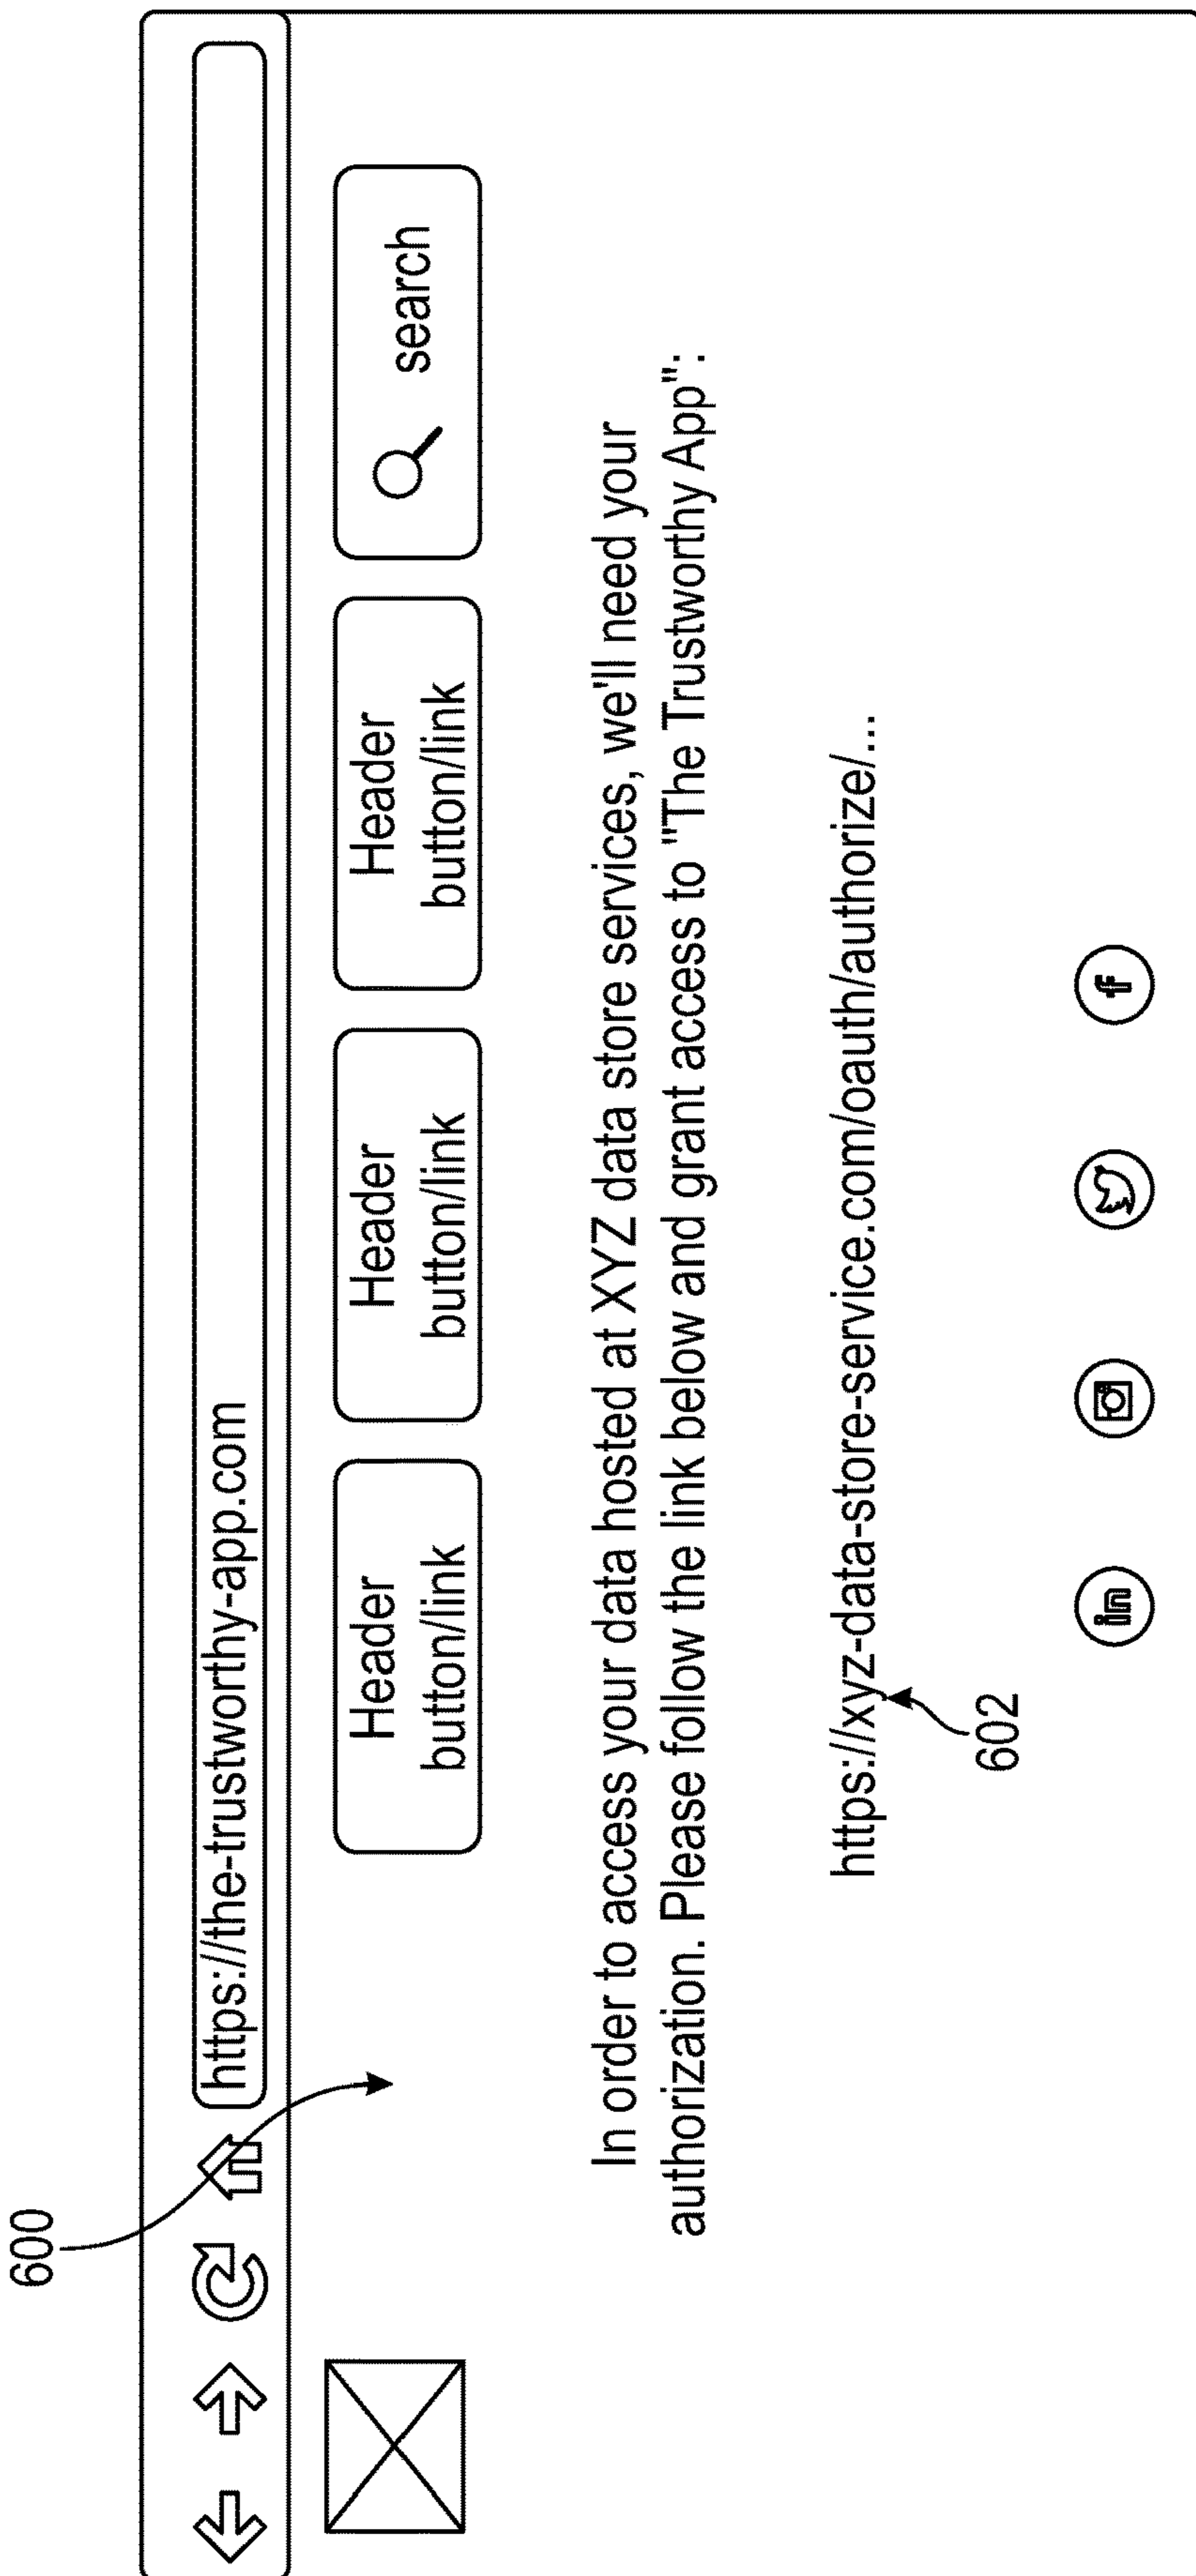 600
https://the-trustworthy-app.com
Header
button/link
Header
button/link
Header
button/link
search
In order to access your data hosted at XYZ data store services, we'll need your
authorization. Please follow the link below and grant access to "The Trustworthy App":
https://xyz-data-store-service.com/oauth/authorize/...
602
in
f